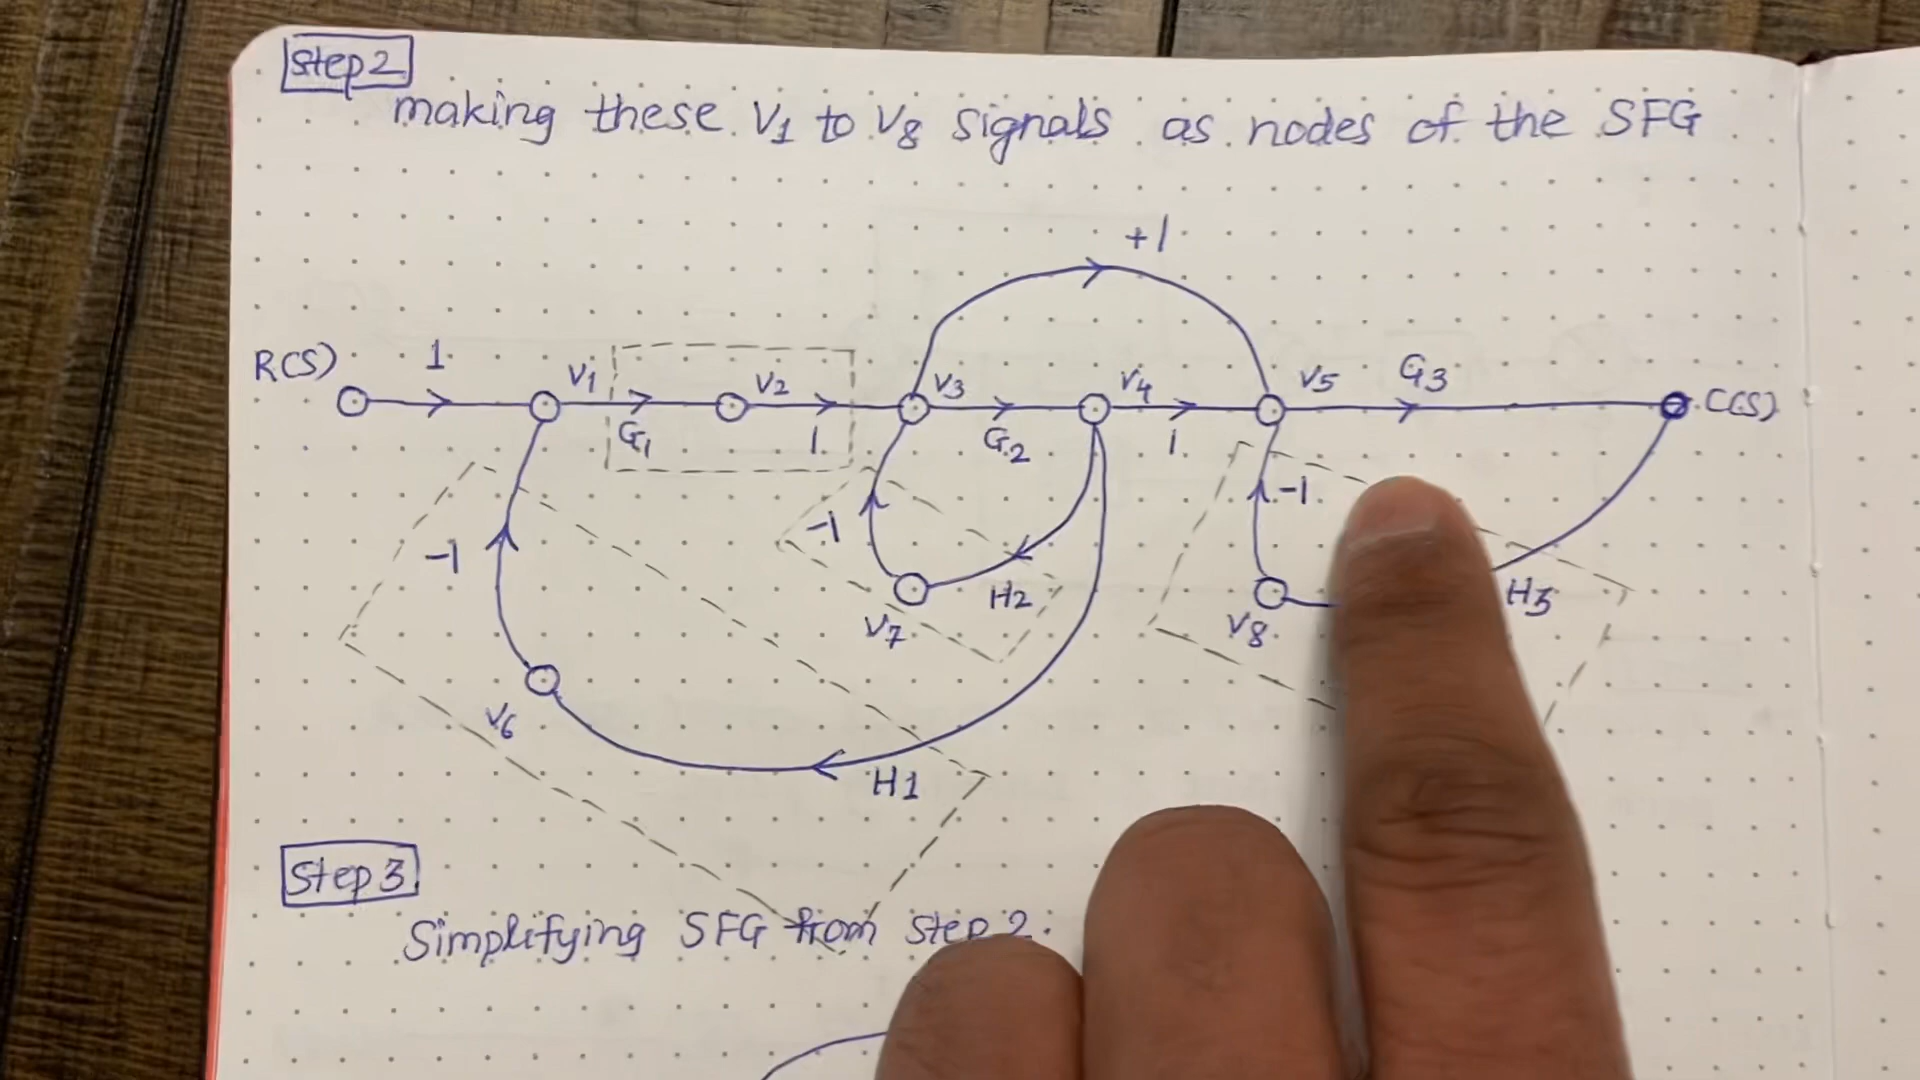 Step 2
making these V1 to V8 signals as nodes of the SFG
+1
R(S) 1 V1 V2 V3 V4 V5 G3 C(S)
G1 1 G2 1
-1 -1 -1
H2 H3
V7 V8
V6
H1
Step 3
Simplifying SFG from Step 2.